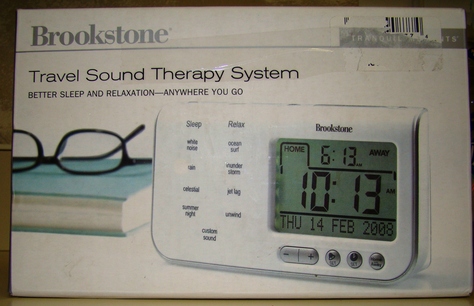 Brookstone®
TRANQUIL
Travel Sound Therapy System
BETTER SLEEP AND RELAXATION—ANYWHERE YOU GO
Sleep Relax
white noise
ocean surf
rain
thunder storm
celestial
jet lag
summer night
unwind
custom sound
Brookstone
HOME 6:13 AWAY
10:13 AM
THU 14 FEB 2008
− +